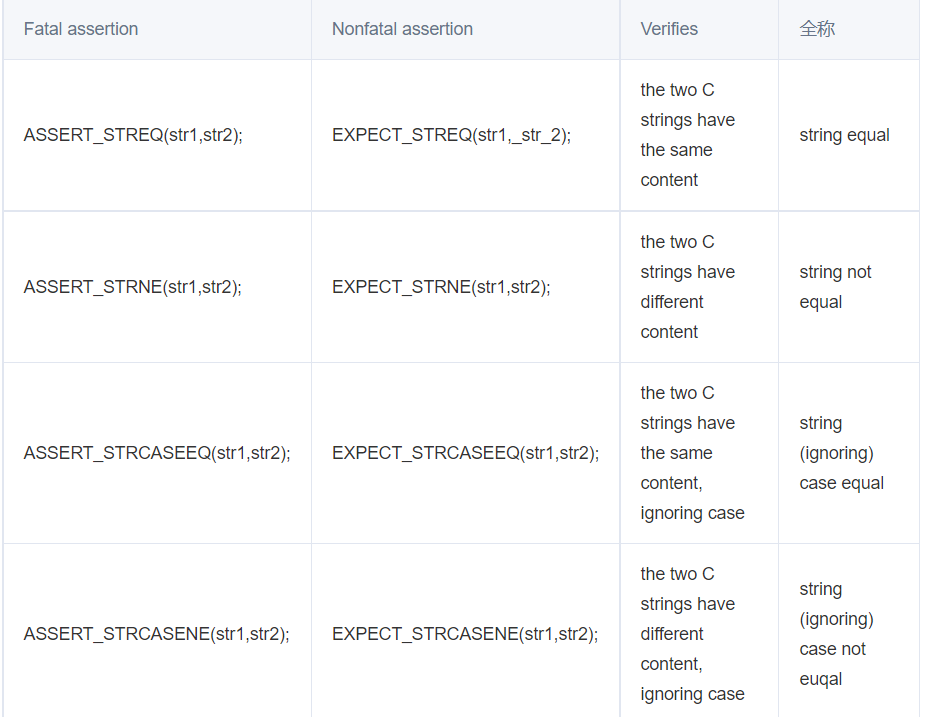 Fatal assertion
Nonfatal assertion
Verifies
全称
ASSERT_STREQ(str1,str2);
EXPECT_STREQ(str1,_str_2);
the two C
strings have
the same
content
string equal
ASSERT_STRNE(str1,str2);
EXPECT_STRNE(str1,str2);
the two C
strings have
different
content
string not
equal
ASSERT_STRCASEEQ(str1,str2);
EXPECT_STRCASEEQ(str1,str2);
the two C
strings have
the same
content,
ignoring case
string
(ignoring)
case equal
ASSERT_STRCASENE(str1,str2);
EXPECT_STRCASENE(str1,str2);
the two C
strings have
different
content,
ignoring case
string
(ignoring)
case not
euqal